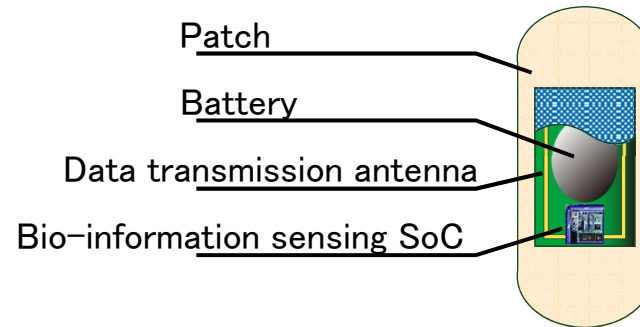 Patch
Battery
Data transmission antenna
Bio-information sensing SoC